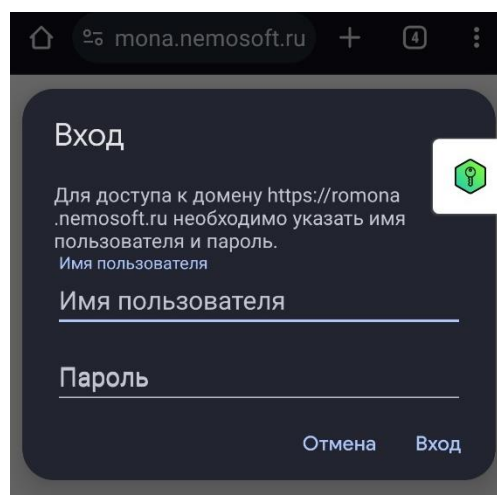 mona.nemosoft.ru
4
Вход
Для доступа к домену https://romona
.nemosoft.ru необходимо указать имя
пользователя и пароль.
Имя пользователя
Имя пользователя
Пароль
Отмена Вход